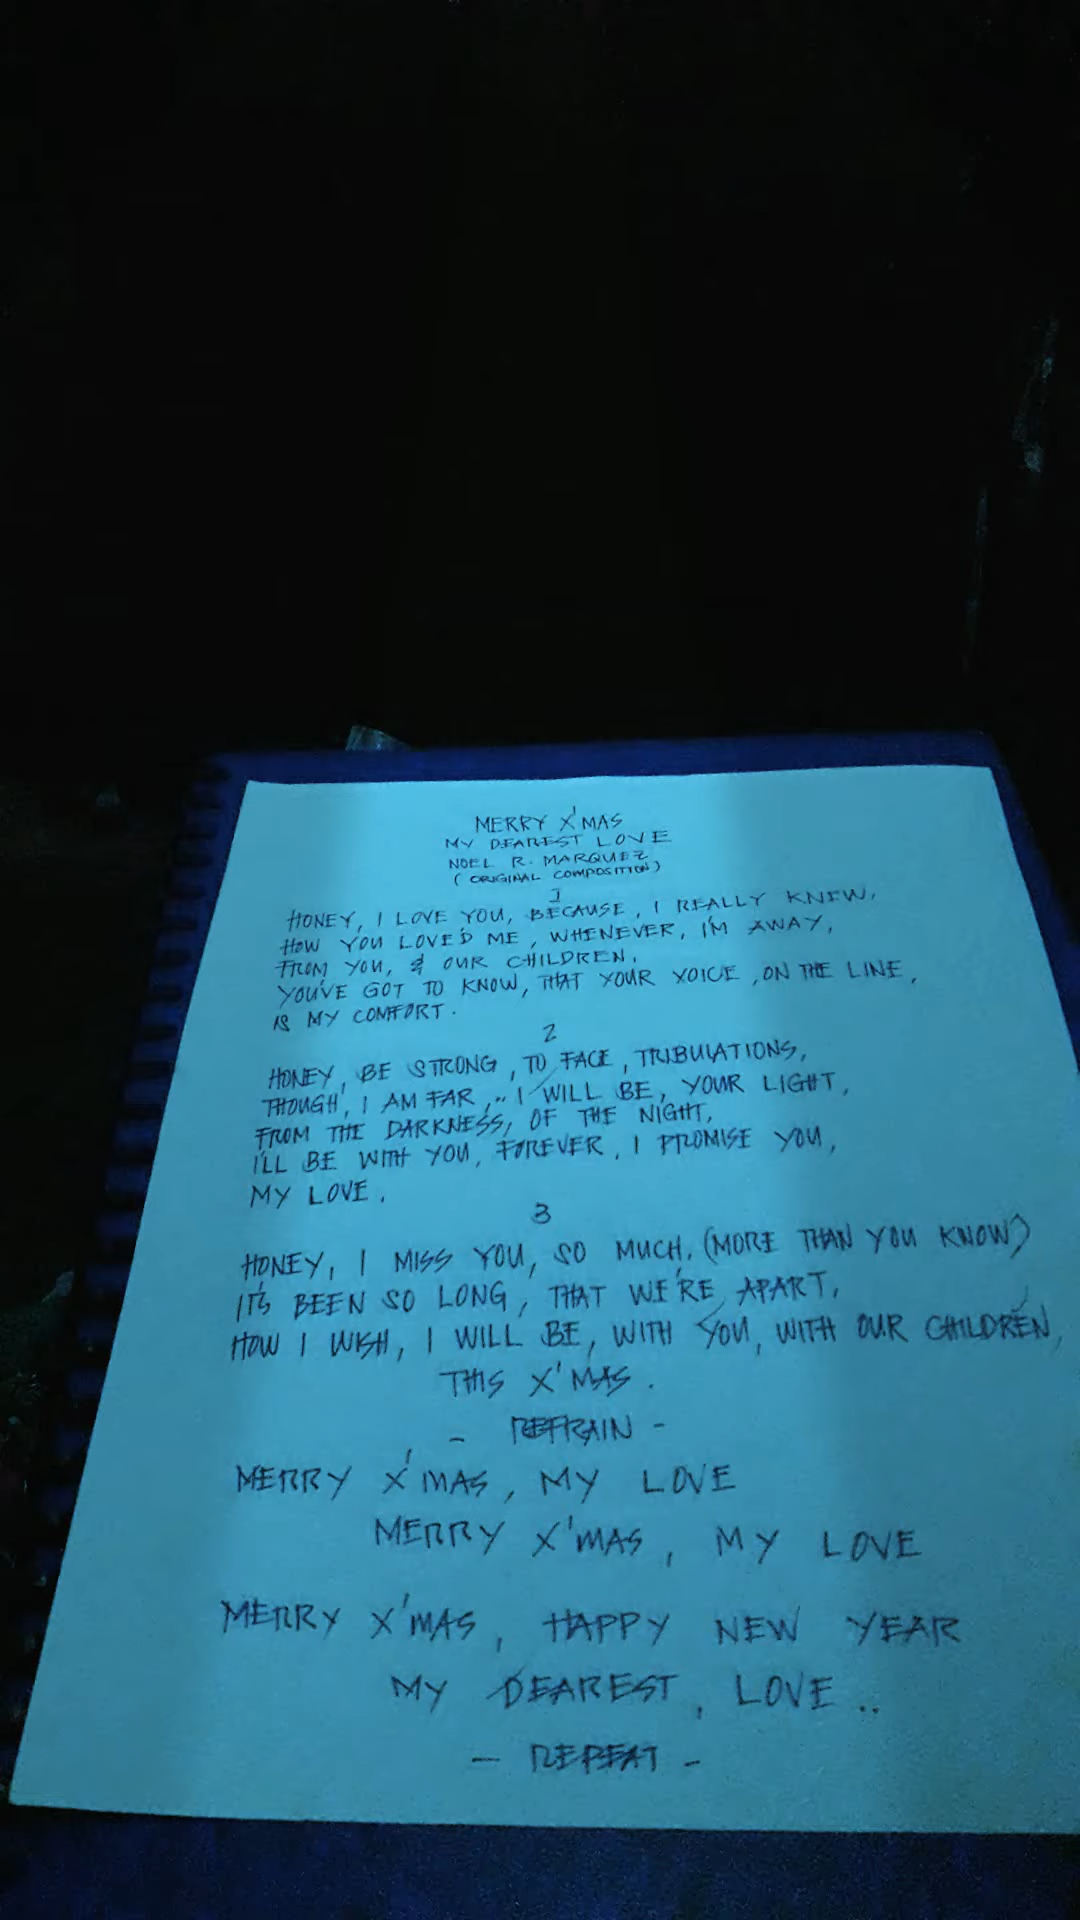 MERRY X'MAS
MY DEAREST LOVE
NOEL R. MARQUEZ
(ORIGINAL COMPOSITION)
1
HONEY, I LOVE YOU, BECAUSE, I REALLY KNEW,
HOW YOU LOVE'D ME, WHENEVER, I'M AWAY,
FROM YOU, & OUR CHILDREN.
YOU'VE GOT TO KNOW, THAT YOUR VOICE, ON THE LINE,
IS MY COMFORT.
2
HONEY, BE STRONG, TO FACE, TRIBULATIONS,
THOUGH, I AM FAR,.. I WILL BE, YOUR LIGHT,
FROM THE DARKNESS, OF THE NIGHT,
I'LL BE WITH YOU, FOREVER, I PROMISE YOU,
MY LOVE.
3
HONEY, I MISS YOU, SO MUCH, (MORE THAN YOU KNOW)
IT'S BEEN SO LONG, THAT WE'RE APART,
HOW I WISH, I WILL BE, WITH YOU, WITH OUR CHILDREN,
THIS X'MAS.
- REFRAIN -
MERRY X'MAS, MY LOVE
MERRY X'MAS, MY LOVE
MERRY X'MAS, HAPPY NEW YEAR
MY DEAREST, LOVE..
- REPEAT -